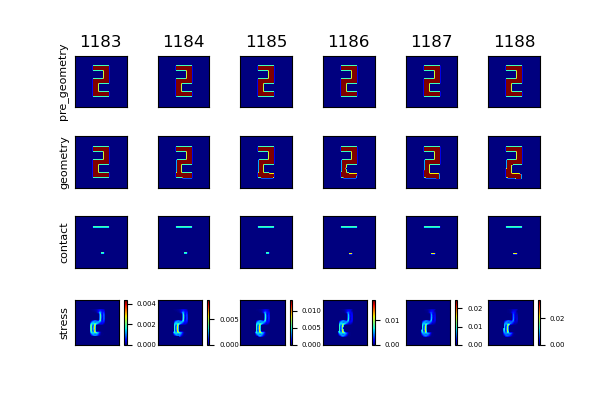 1183 1184 1185 1186 1187 1188
pre_geometry
geometry
contact
stress
0.004 0.002 0.000
0.005 0.000
0.010 0.005 0.000
0.01 0.00
0.02 0.01 0.00
0.02 0.00